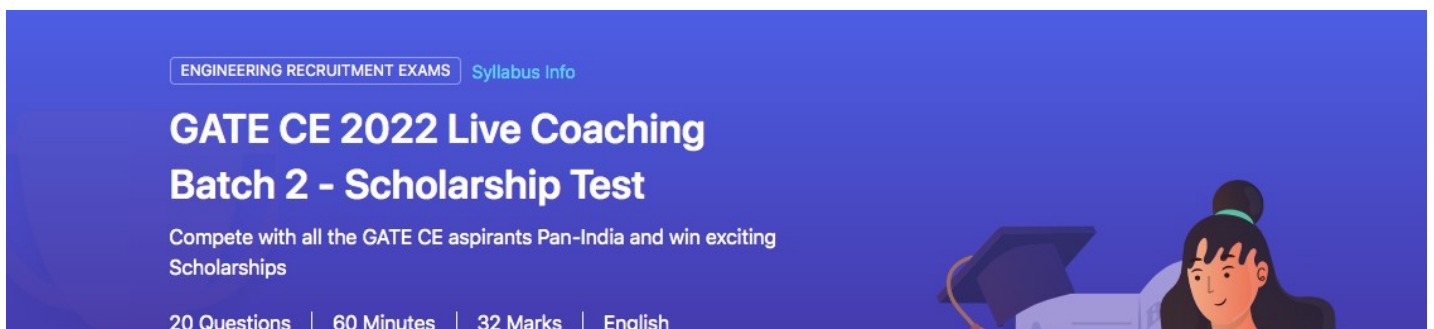 ENGINEERING RECRUITMENT EXAMS Syllabus Info
GATE CE 2022 Live Coaching
Batch 2 - Scholarship Test
Compete with all the GATE CE aspirants Pan-India and win exciting
Scholarships
20 Questions | 60 Minutes | 32 Marks | English